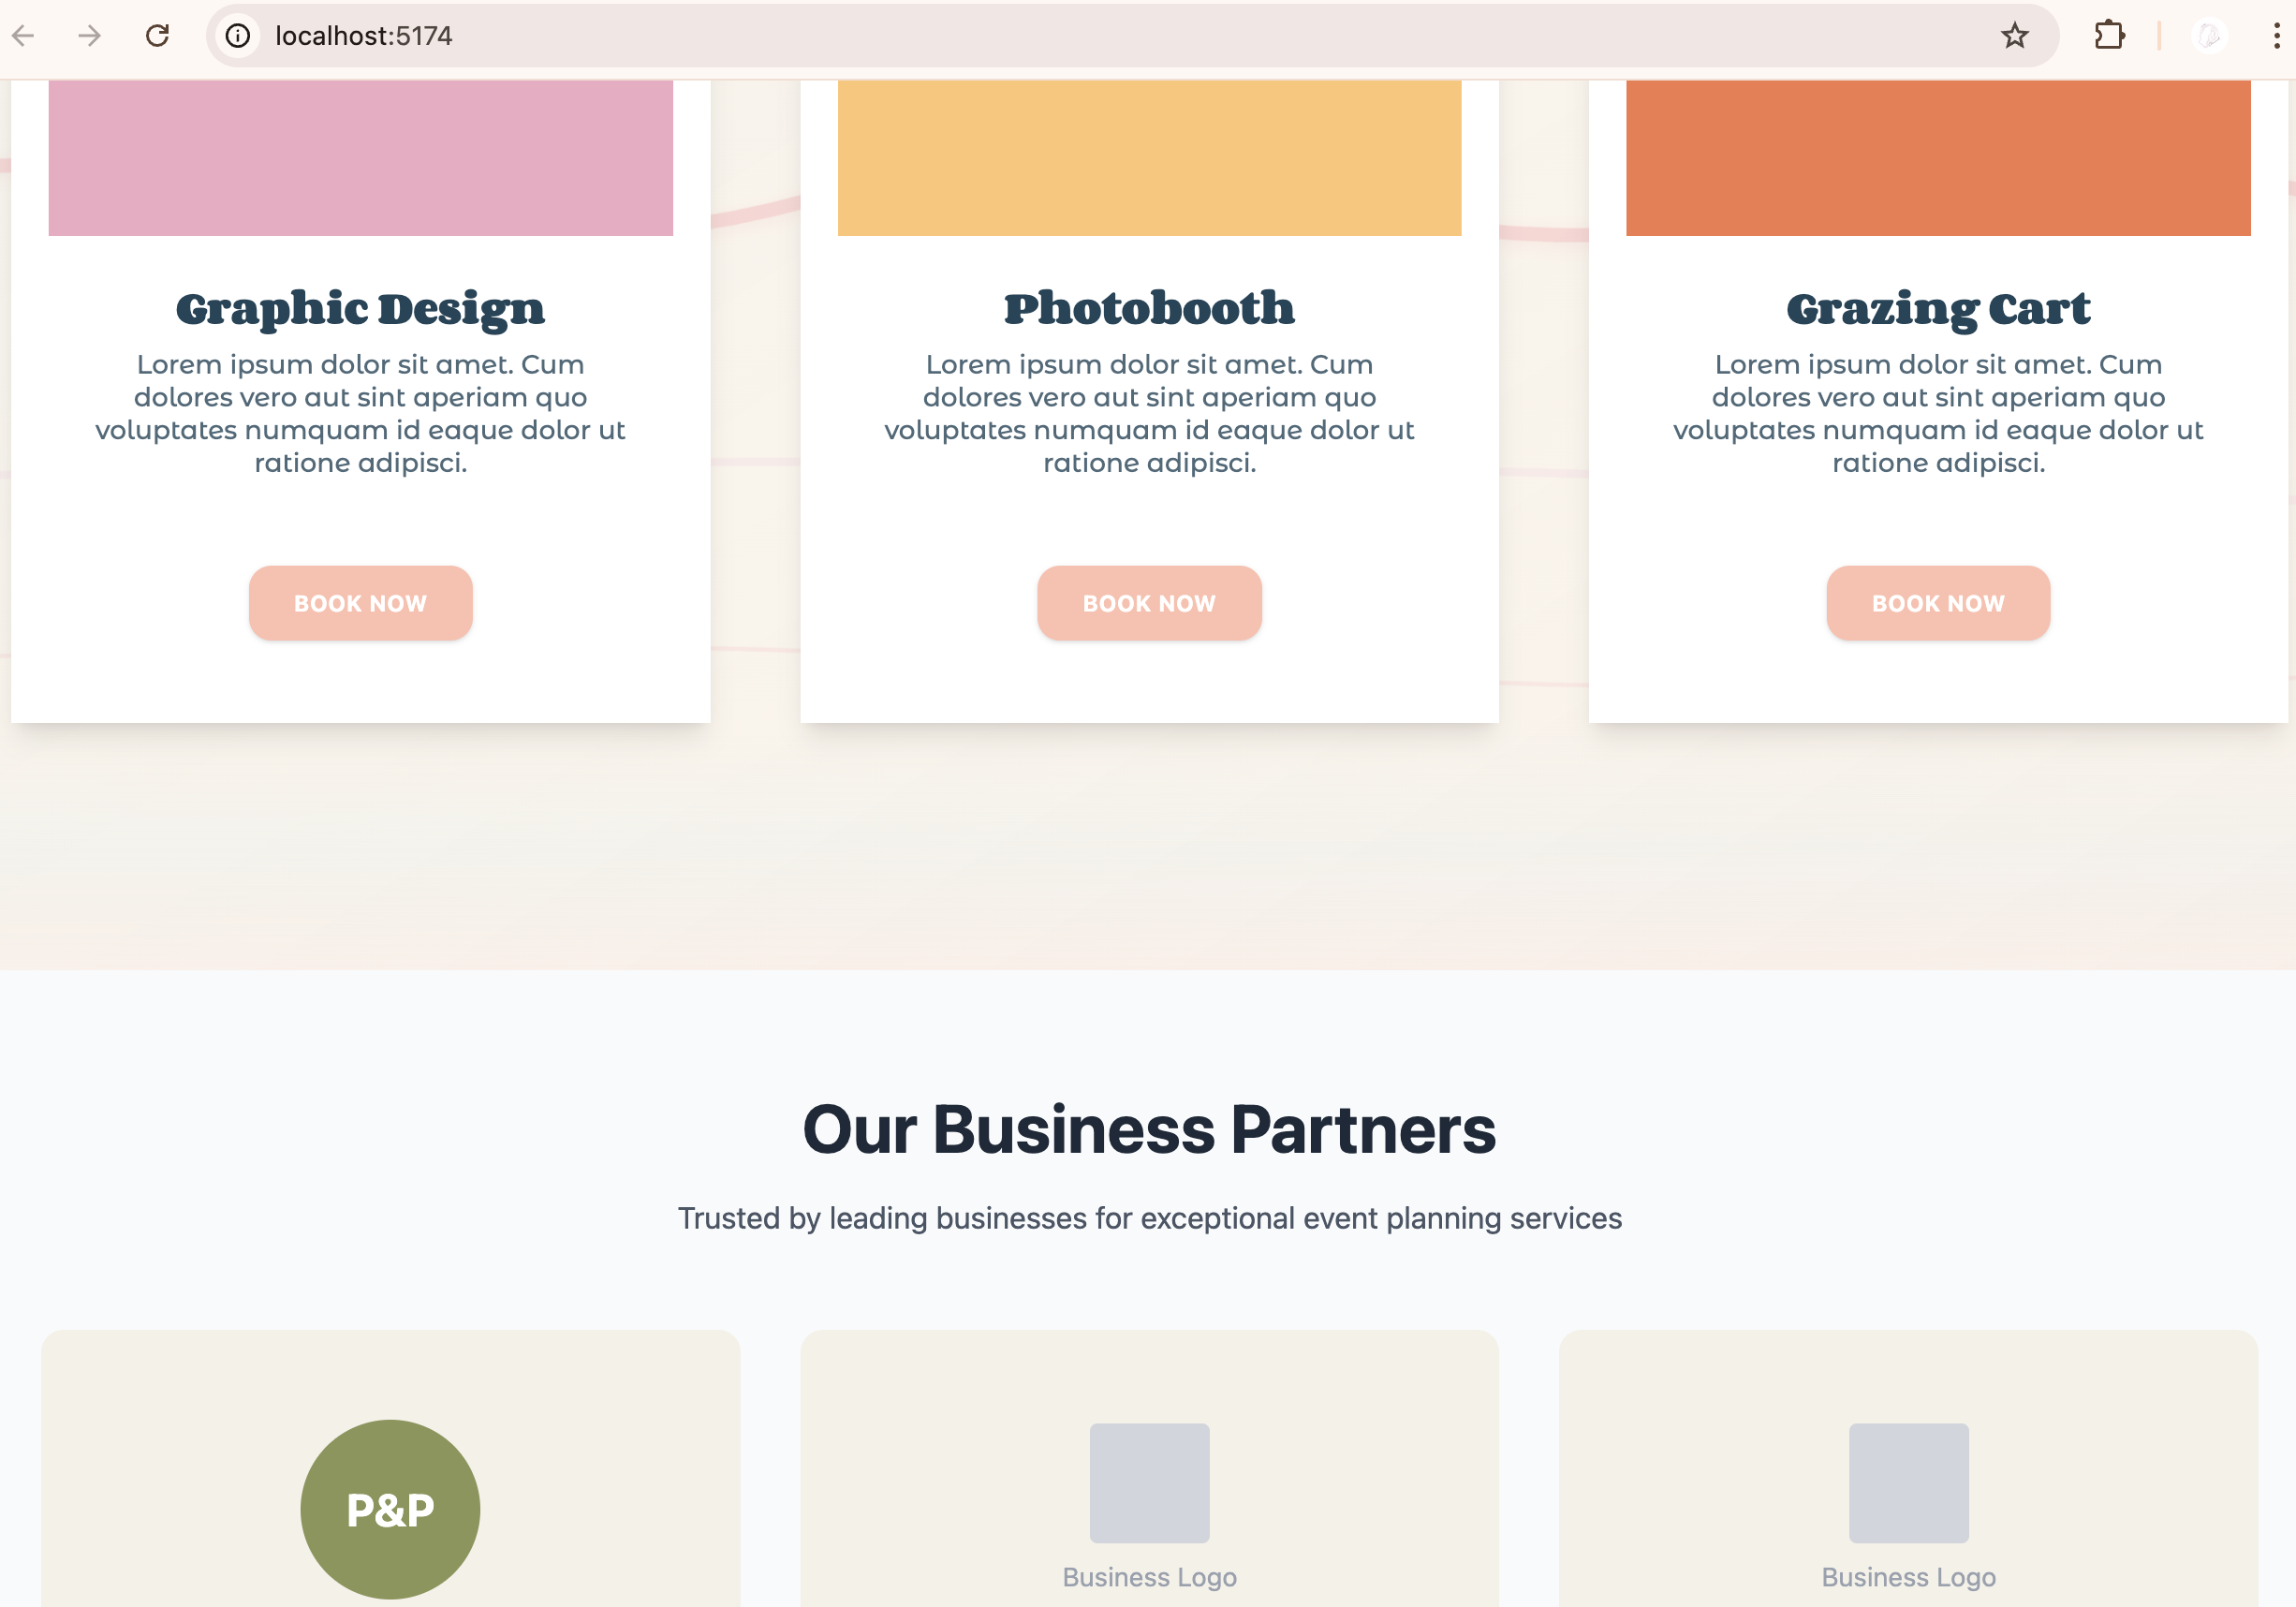 localhost:5174
Graphic Design
Lorem ipsum dolor sit amet. Cum
dolores vero aut sint aperiam quo
voluptates numquam id eaque dolor ut
ratione adipisci.
BOOK NOW
Photobooth
Lorem ipsum dolor sit amet. Cum
dolores vero aut sint aperiam quo
voluptates numquam id eaque dolor ut
ratione adipisci.
BOOK NOW
Grazing Cart
Lorem ipsum dolor sit amet. Cum
dolores vero aut sint aperiam quo
voluptates numquam id eaque dolor ut
ratione adipisci.
BOOK NOW
Our Business Partners
Trusted by leading businesses for exceptional event planning services
P&P
Business Logo
Business Logo